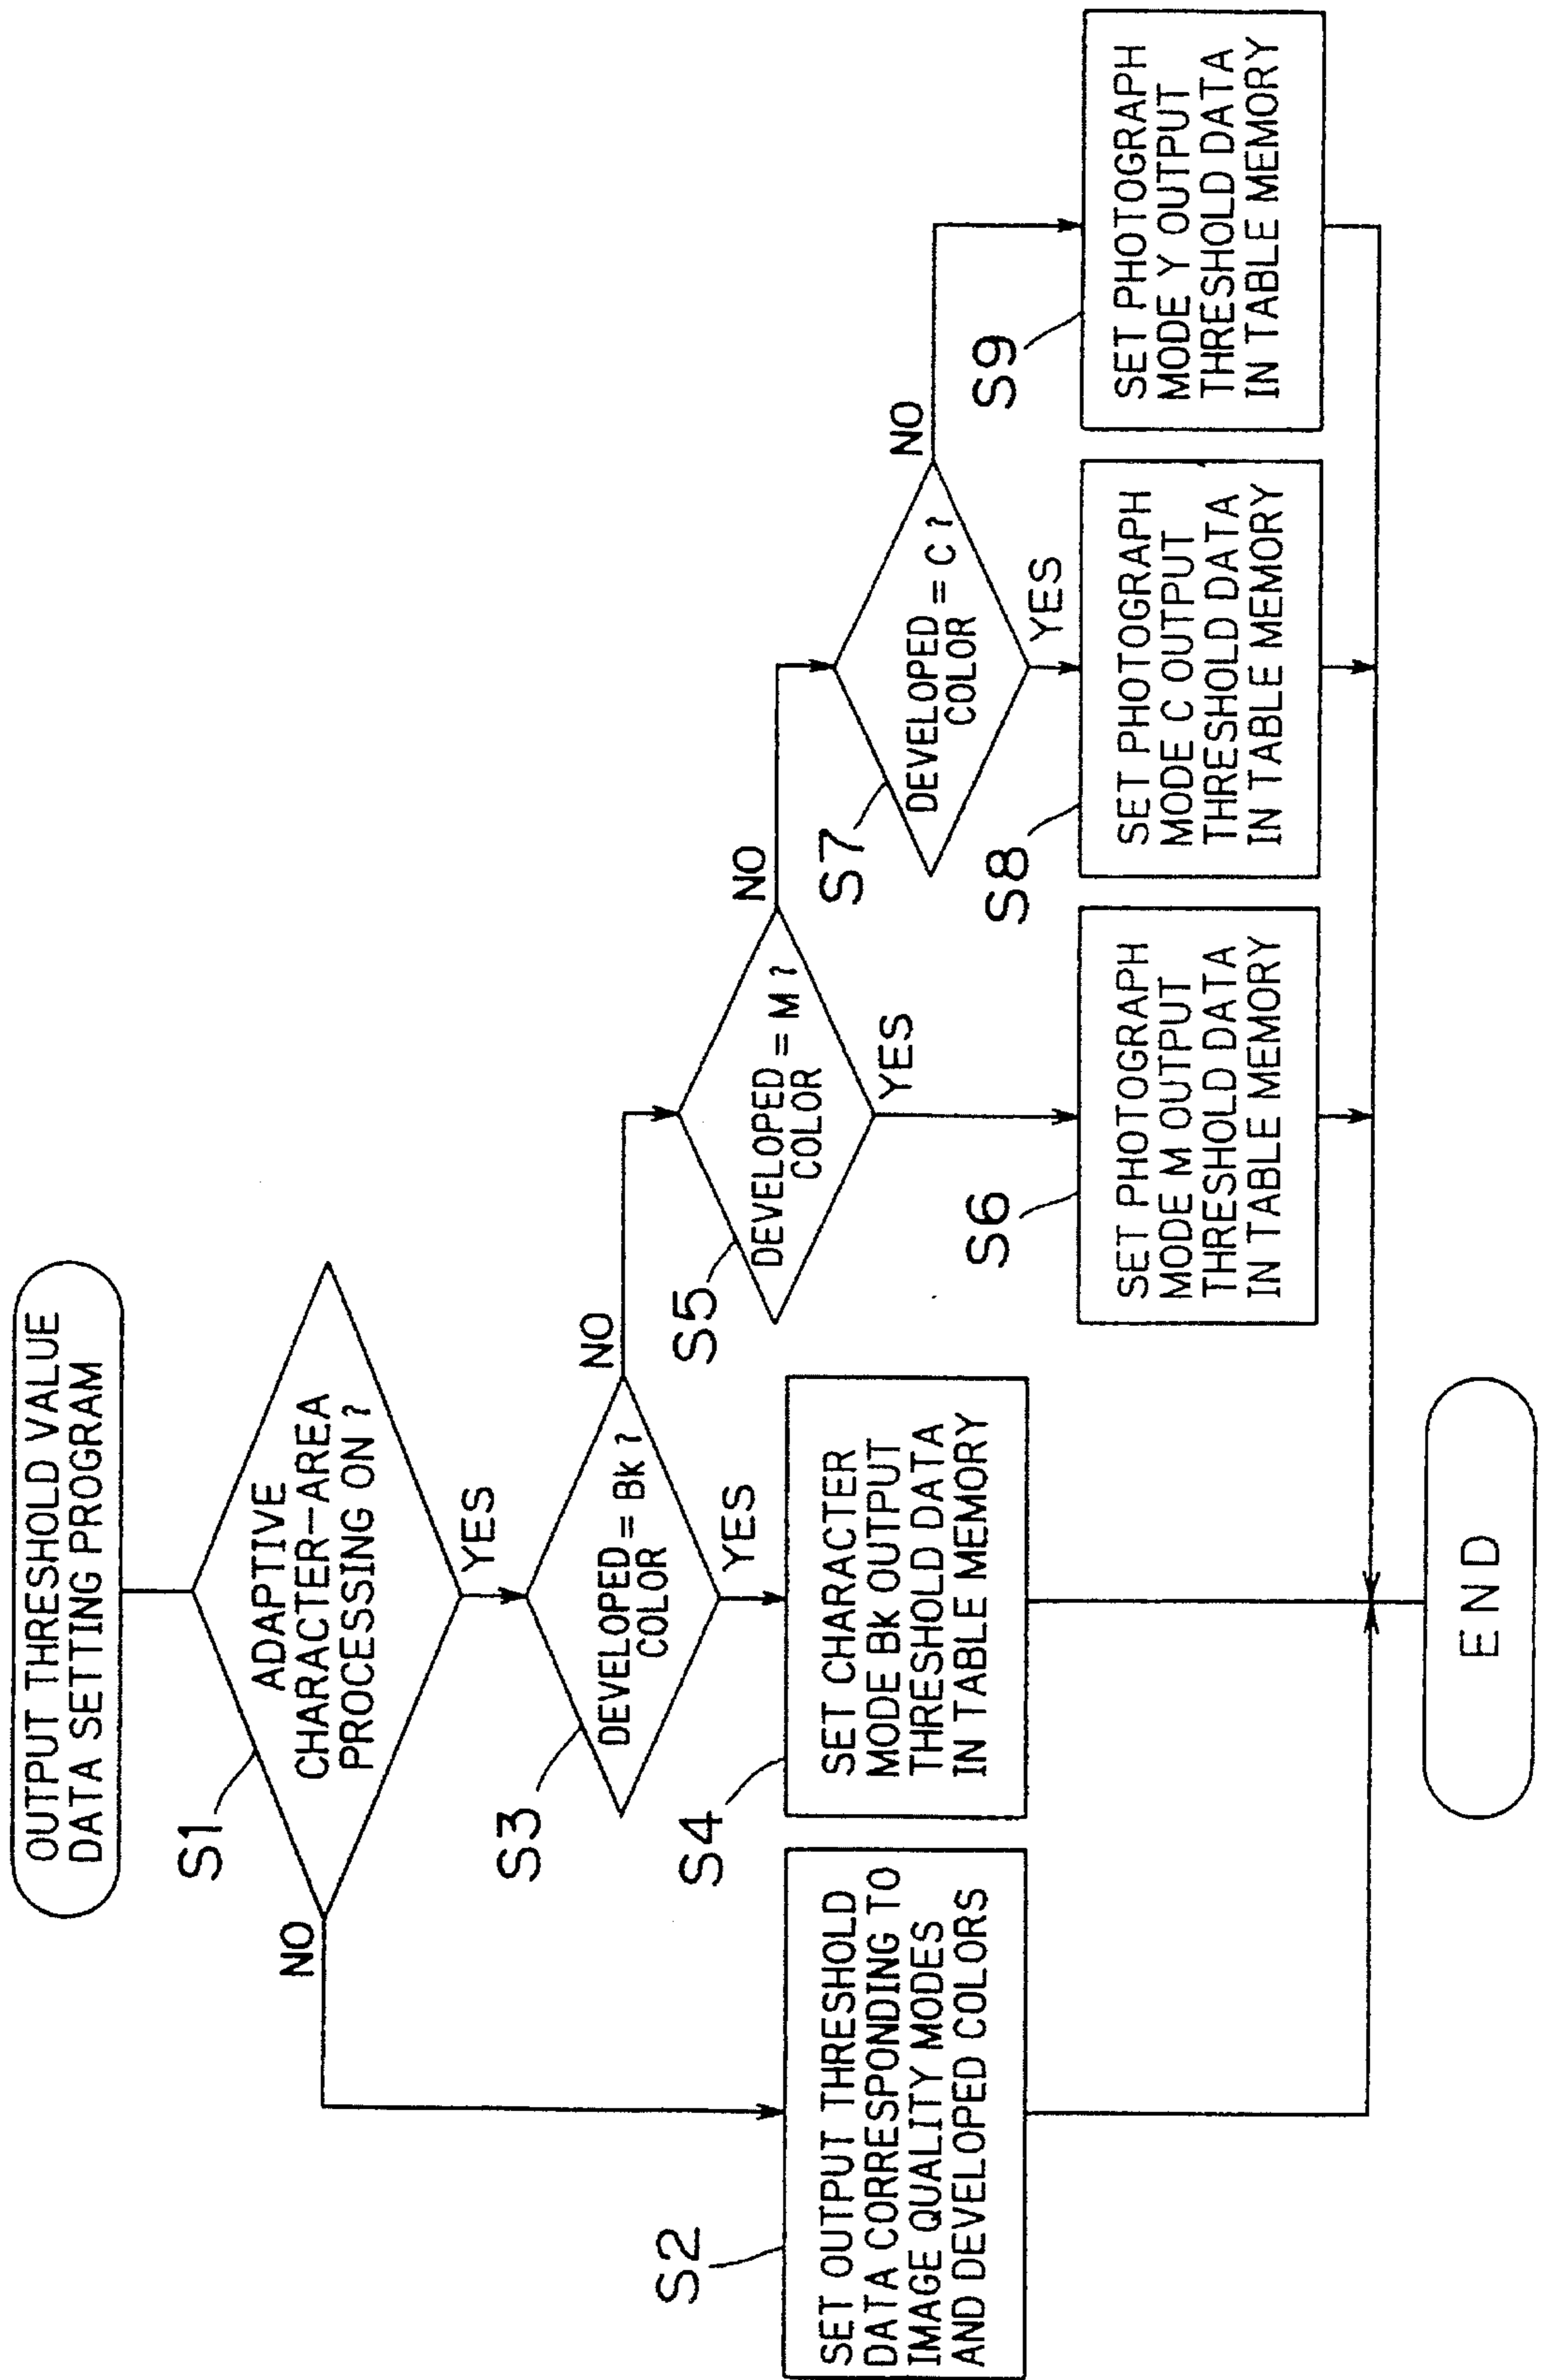 OUTPUT THRESHOLD VALUE
DATA SETTING PROGRAM
S1
ADAPTIVE
CHARACTER-AREA
PROCESSING ON ?
NO
YES
S2
SET OUTPUT THRESHOLD
DATA CORRESPONDING TO
IMAGE QUALITY MODES
AND DEVELOPED COLORS
S3
DEVELOPED = Bk ?
COLOR
NO
YES
S4
SET CHARACTER
MODE Bk OUTPUT
THRESHOLD DATA
IN TABLE MEMORY
S5
DEVELOPED = M ?
COLOR
NO
YES
S6
SET PHOTOGRAPH
MODE M OUTPUT
THRESHOLD DATA
IN TABLE MEMORY
S7
DEVELOPED = C ?
COLOR
NO
YES
S8
SET PHOTOGRAPH
MODE C OUTPUT
THRESHOLD DATA
IN TABLE MEMORY
S9
SET PHOTOGRAPH
MODE Y OUTPUT
THRESHOLD DATA
IN TABLE MEMORY
END